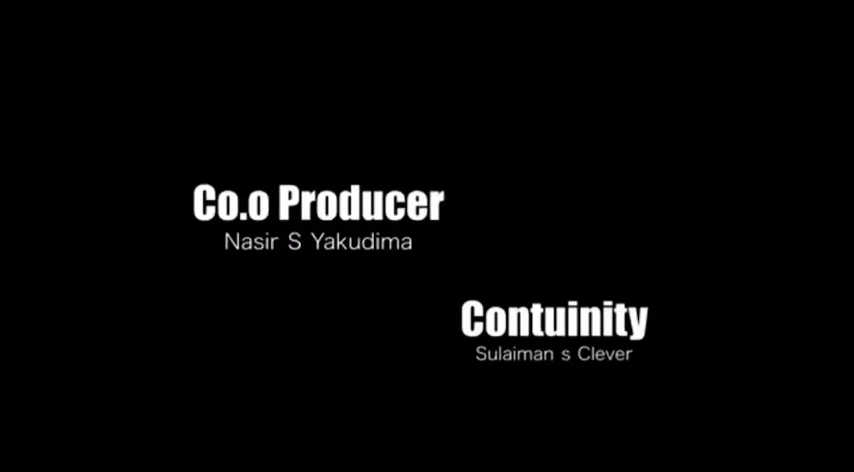 Co.o Producer
Nasir S Yakudima
Contuinity
Sulaiman s Clever